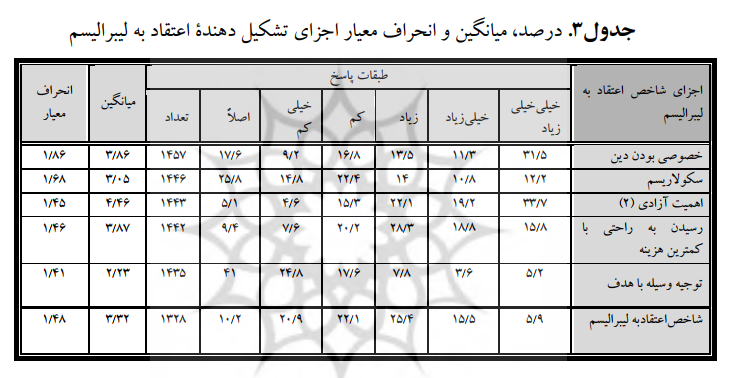 جدول۳. درصد، میانگین و انحراف معیار اجزای تشکیل دهندۀ اعتقاد به لیبرالیسم
اجزای شاخص اعتقاد به لیبرالیسم | طبقات پاسخ | میانگین | انحراف معیار
خیلی‌خیلی زیاد | خیلی‌زیاد | زیاد | کم | خیلی کم | اصلاً | تعداد
خصوصی بودن دین | ۳۱/۵ | ۱۱/۳ | ۱۳/۵ | ۱۶/۸ | ۹/۲ | ۱۷/۶ | ۱۴۵۷ | ۳/۸۶ | ۱/۸۶
سکولاریسم | ۱۲/۲ | ۱۰/۸ | ۱۴ | ۲۲/۴ | ۱۴/۸ | ۲۵/۸ | ۱۴۴۶ | ۳/۰۵ | ۱/۶۸
اهمیت آزادی (۲) | ۳۳/۷ | ۱۹/۲ | ۲۲/۱ | ۱۵/۳ | ۴/۶ | ۵/۱ | ۱۴۴۳ | ۴/۴۶ | ۱/۴۵
رسیدن به راحتی با کمترین هزینه | ۱۵/۸ | ۱۸/۸ | ۲۸/۳ | ۲۰/۲ | ۷/۶ | ۹/۴ | ۱۴۴۲ | ۳/۸۷ | ۱/۴۶
توجیه وسیله با هدف | ۵/۲ | ۳/۶ | ۷/۸ | ۱۷/۶ | ۲۴/۸ | ۴۱ | ۱۴۳۵ | ۲/۲۳ | ۱/۴۱
شاخص‌اعتقادبه لیبرالیسم | ۵/۹ | ۱۵/۵ | ۲۵/۴ | ۲۲/۱ | ۲۰/۹ | ۱۰/۲ | ۱۳۲۸ | ۳/۳۲ | ۱/۴۸